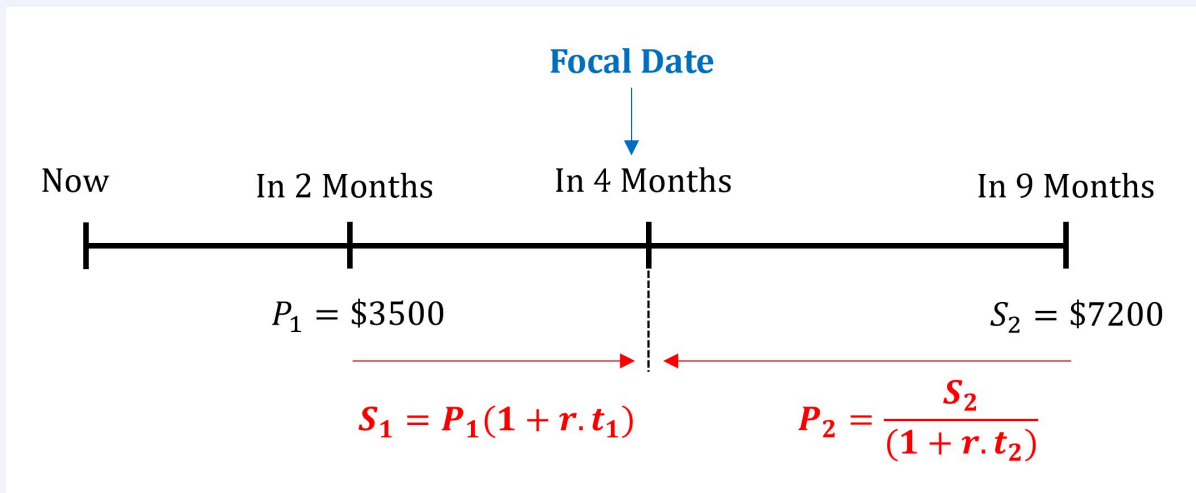 Focal Date
Now
In 2 Months
In 4 Months
In 9 Months
P₁ = $3500
S₂ = $7200
S₁ = P₁(1 + r.t₁)
P₂ = S₂/(1 + r.t₂)